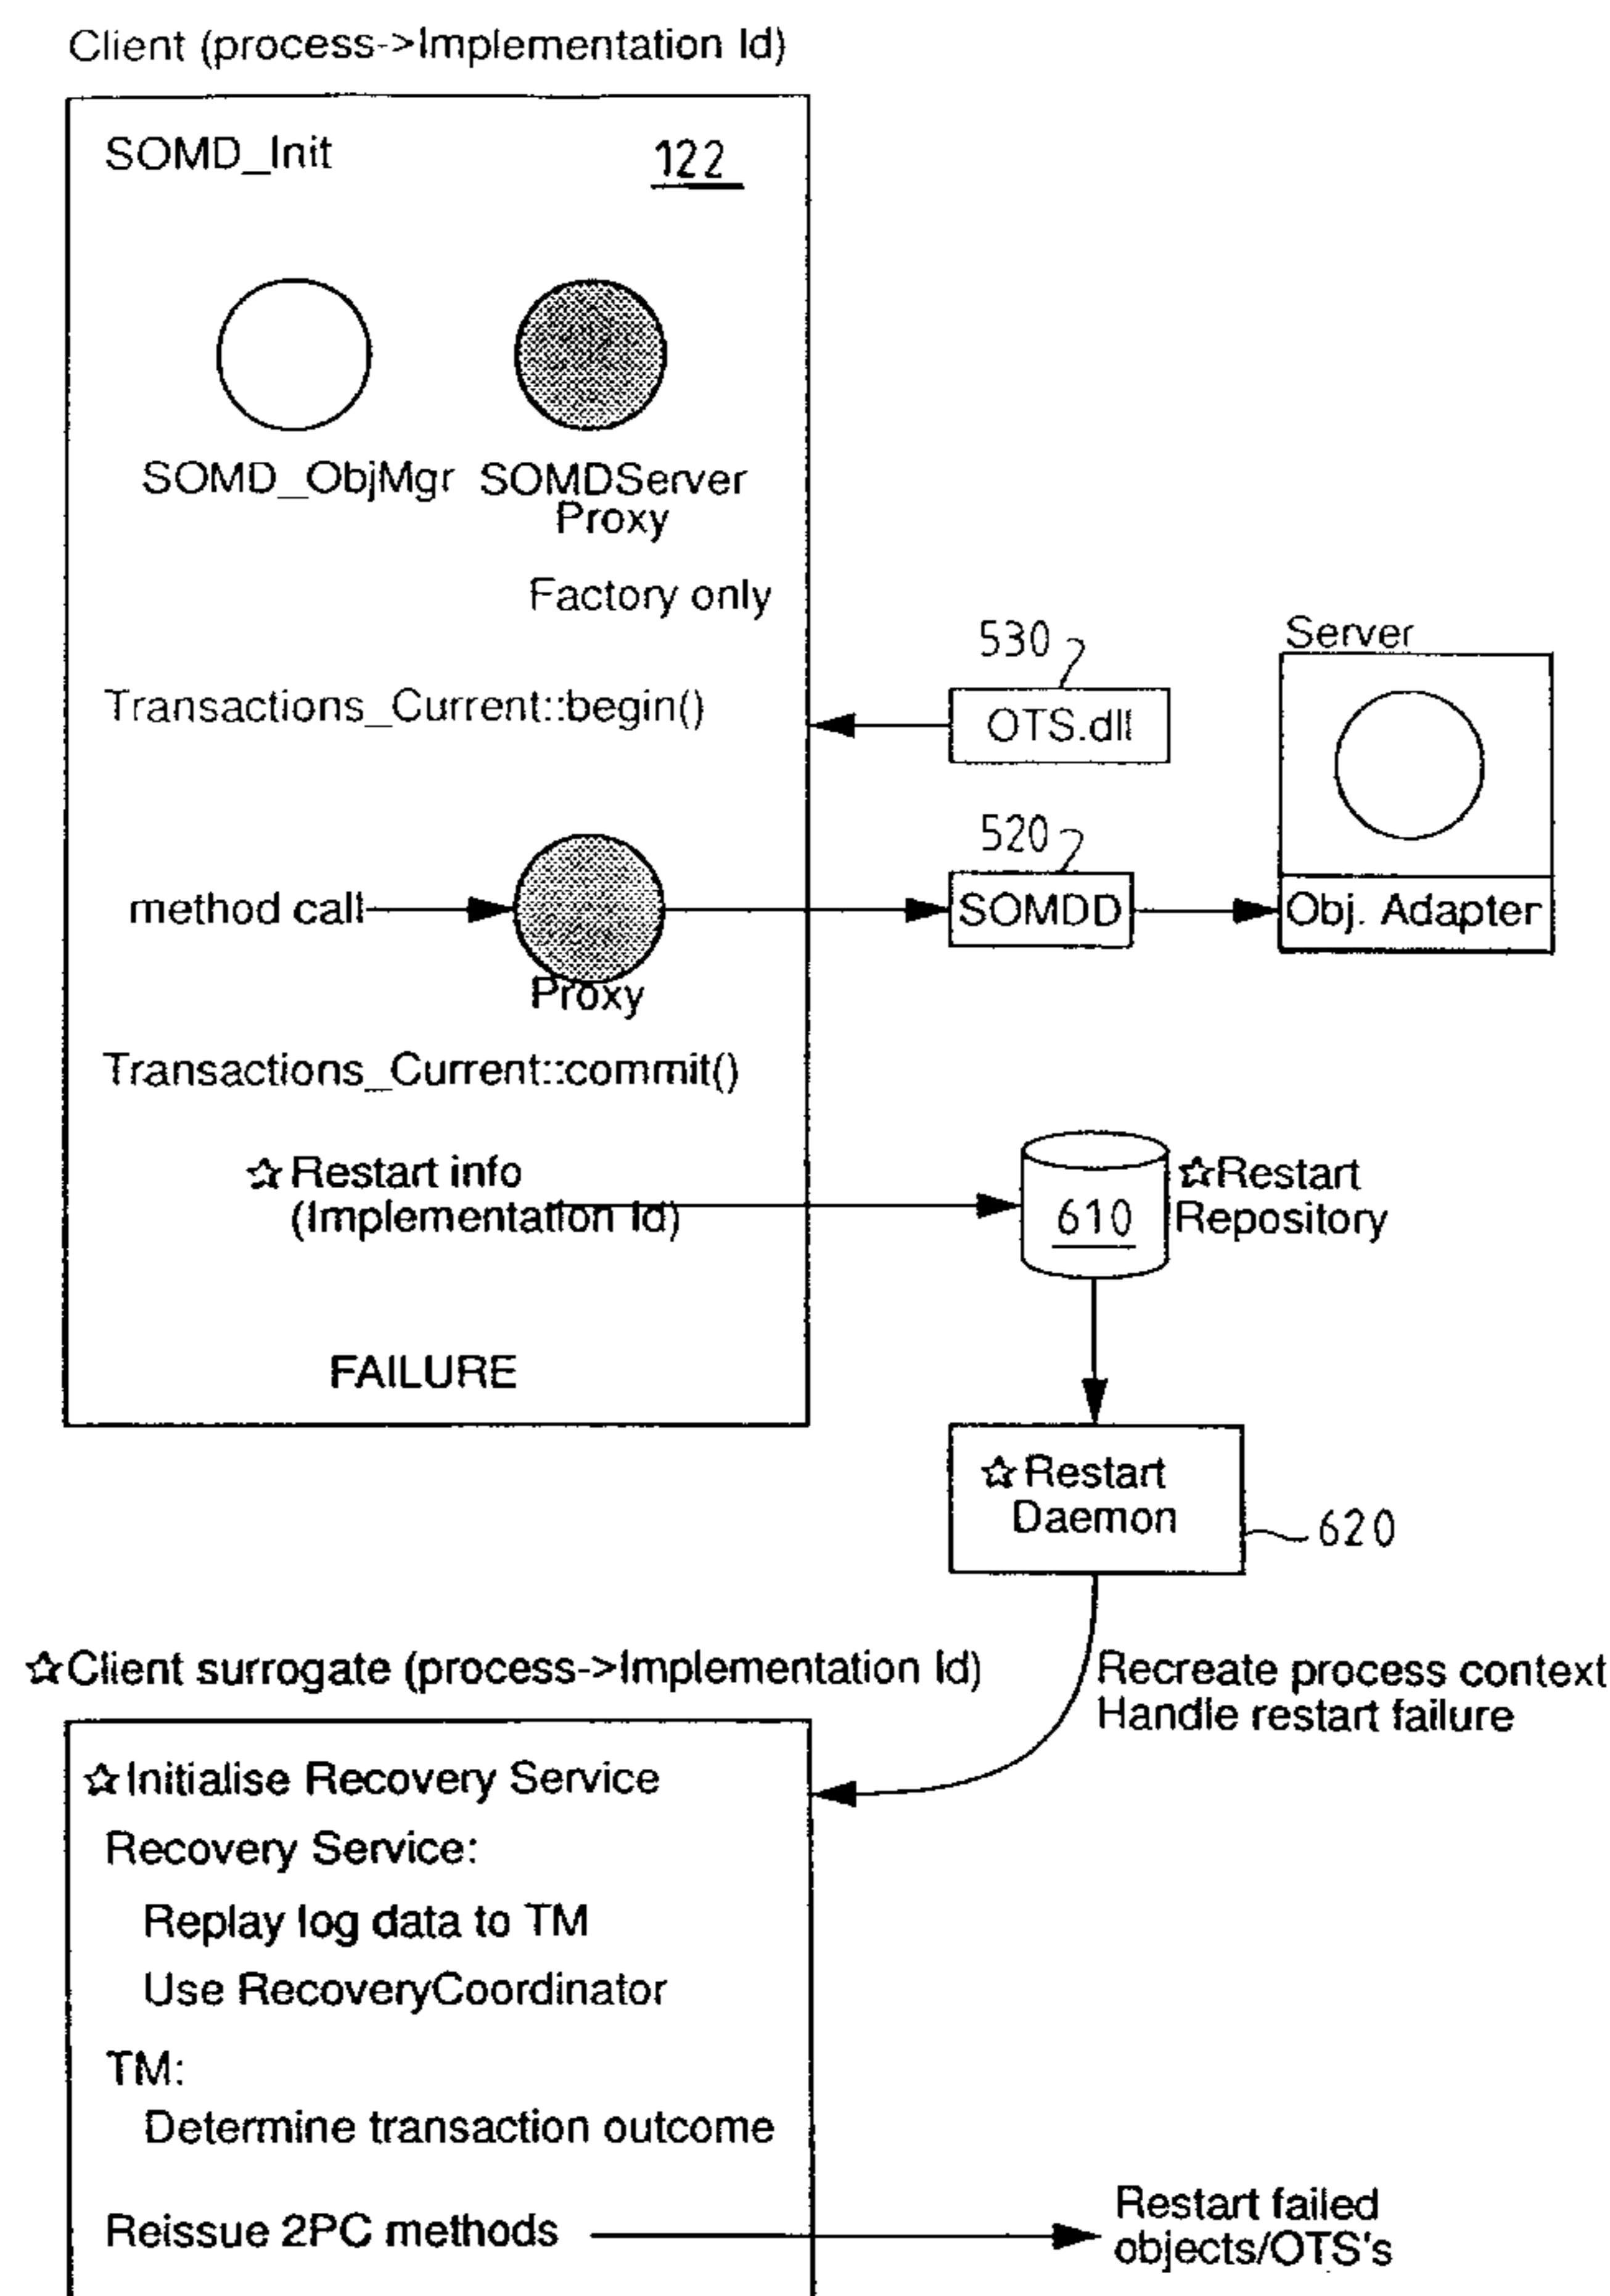 Client (process->Implementation Id)
SOMD_Init
122
SOMD_ObjMgr
SOMDServer
Proxy
Factory only
Transactions_Current::begin()
530
OTS.dll
Server
520
method call
SOMDD
Obj. Adapter
Proxy
Transactions_Current::commit()
☆Restart info
(Implementation Id)
610
☆Restart
Repository
FAILURE
☆Restart
Daemon
620
☆Client surrogate (process->Implementation Id)
Recreate process context
Handle restart failure
☆Initialise Recovery Service
Recovery Service:
Replay log data to TM
Use RecoveryCoordinator
TM:
Determine transaction outcome
Reissue 2PC methods
Restart failed
objects/OTS's